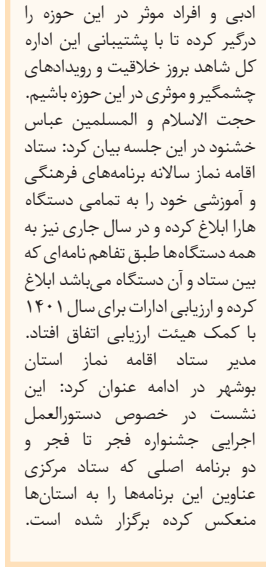 ادبی و افراد موثر در این حوزه را
درگیر کرده تا با پشتیبانی این اداره
کل شاهد بروز خلاقیت و رویدادهای
چشمگیر و موثری در این حوزه باشیم.
حجت الاسلام و المسلمین عباس
خشنود در این جلسه بیان کرد: ستاد
اقامه نماز سالانه برنامه‌های فرهنگی
و آموزشی خود را به تمامی دستگاه
هارا ابلاغ کرده و در سال جاری نیز به
همه دستگاه‌ها طبق تفاهم نامه‌ای که
بین ستاد و آن دستگاه می‌باشد ابلاغ
کرده و ارزیابی ادارات برای سال ۱۴۰۱
با کمک هیئت ارزیابی اتفاق افتاد.
مدیر ستاد اقامه نماز استان
بوشهر در ادامه عنوان کرد: این
نشست در خصوص دستورالعمل
اجرایی جشنواره فجر تا فجر و
دو برنامه اصلی که ستاد مرکزی
عناوین این برنامه‌ها را به استان‌ها
منعکس کرده برگزار شده است.